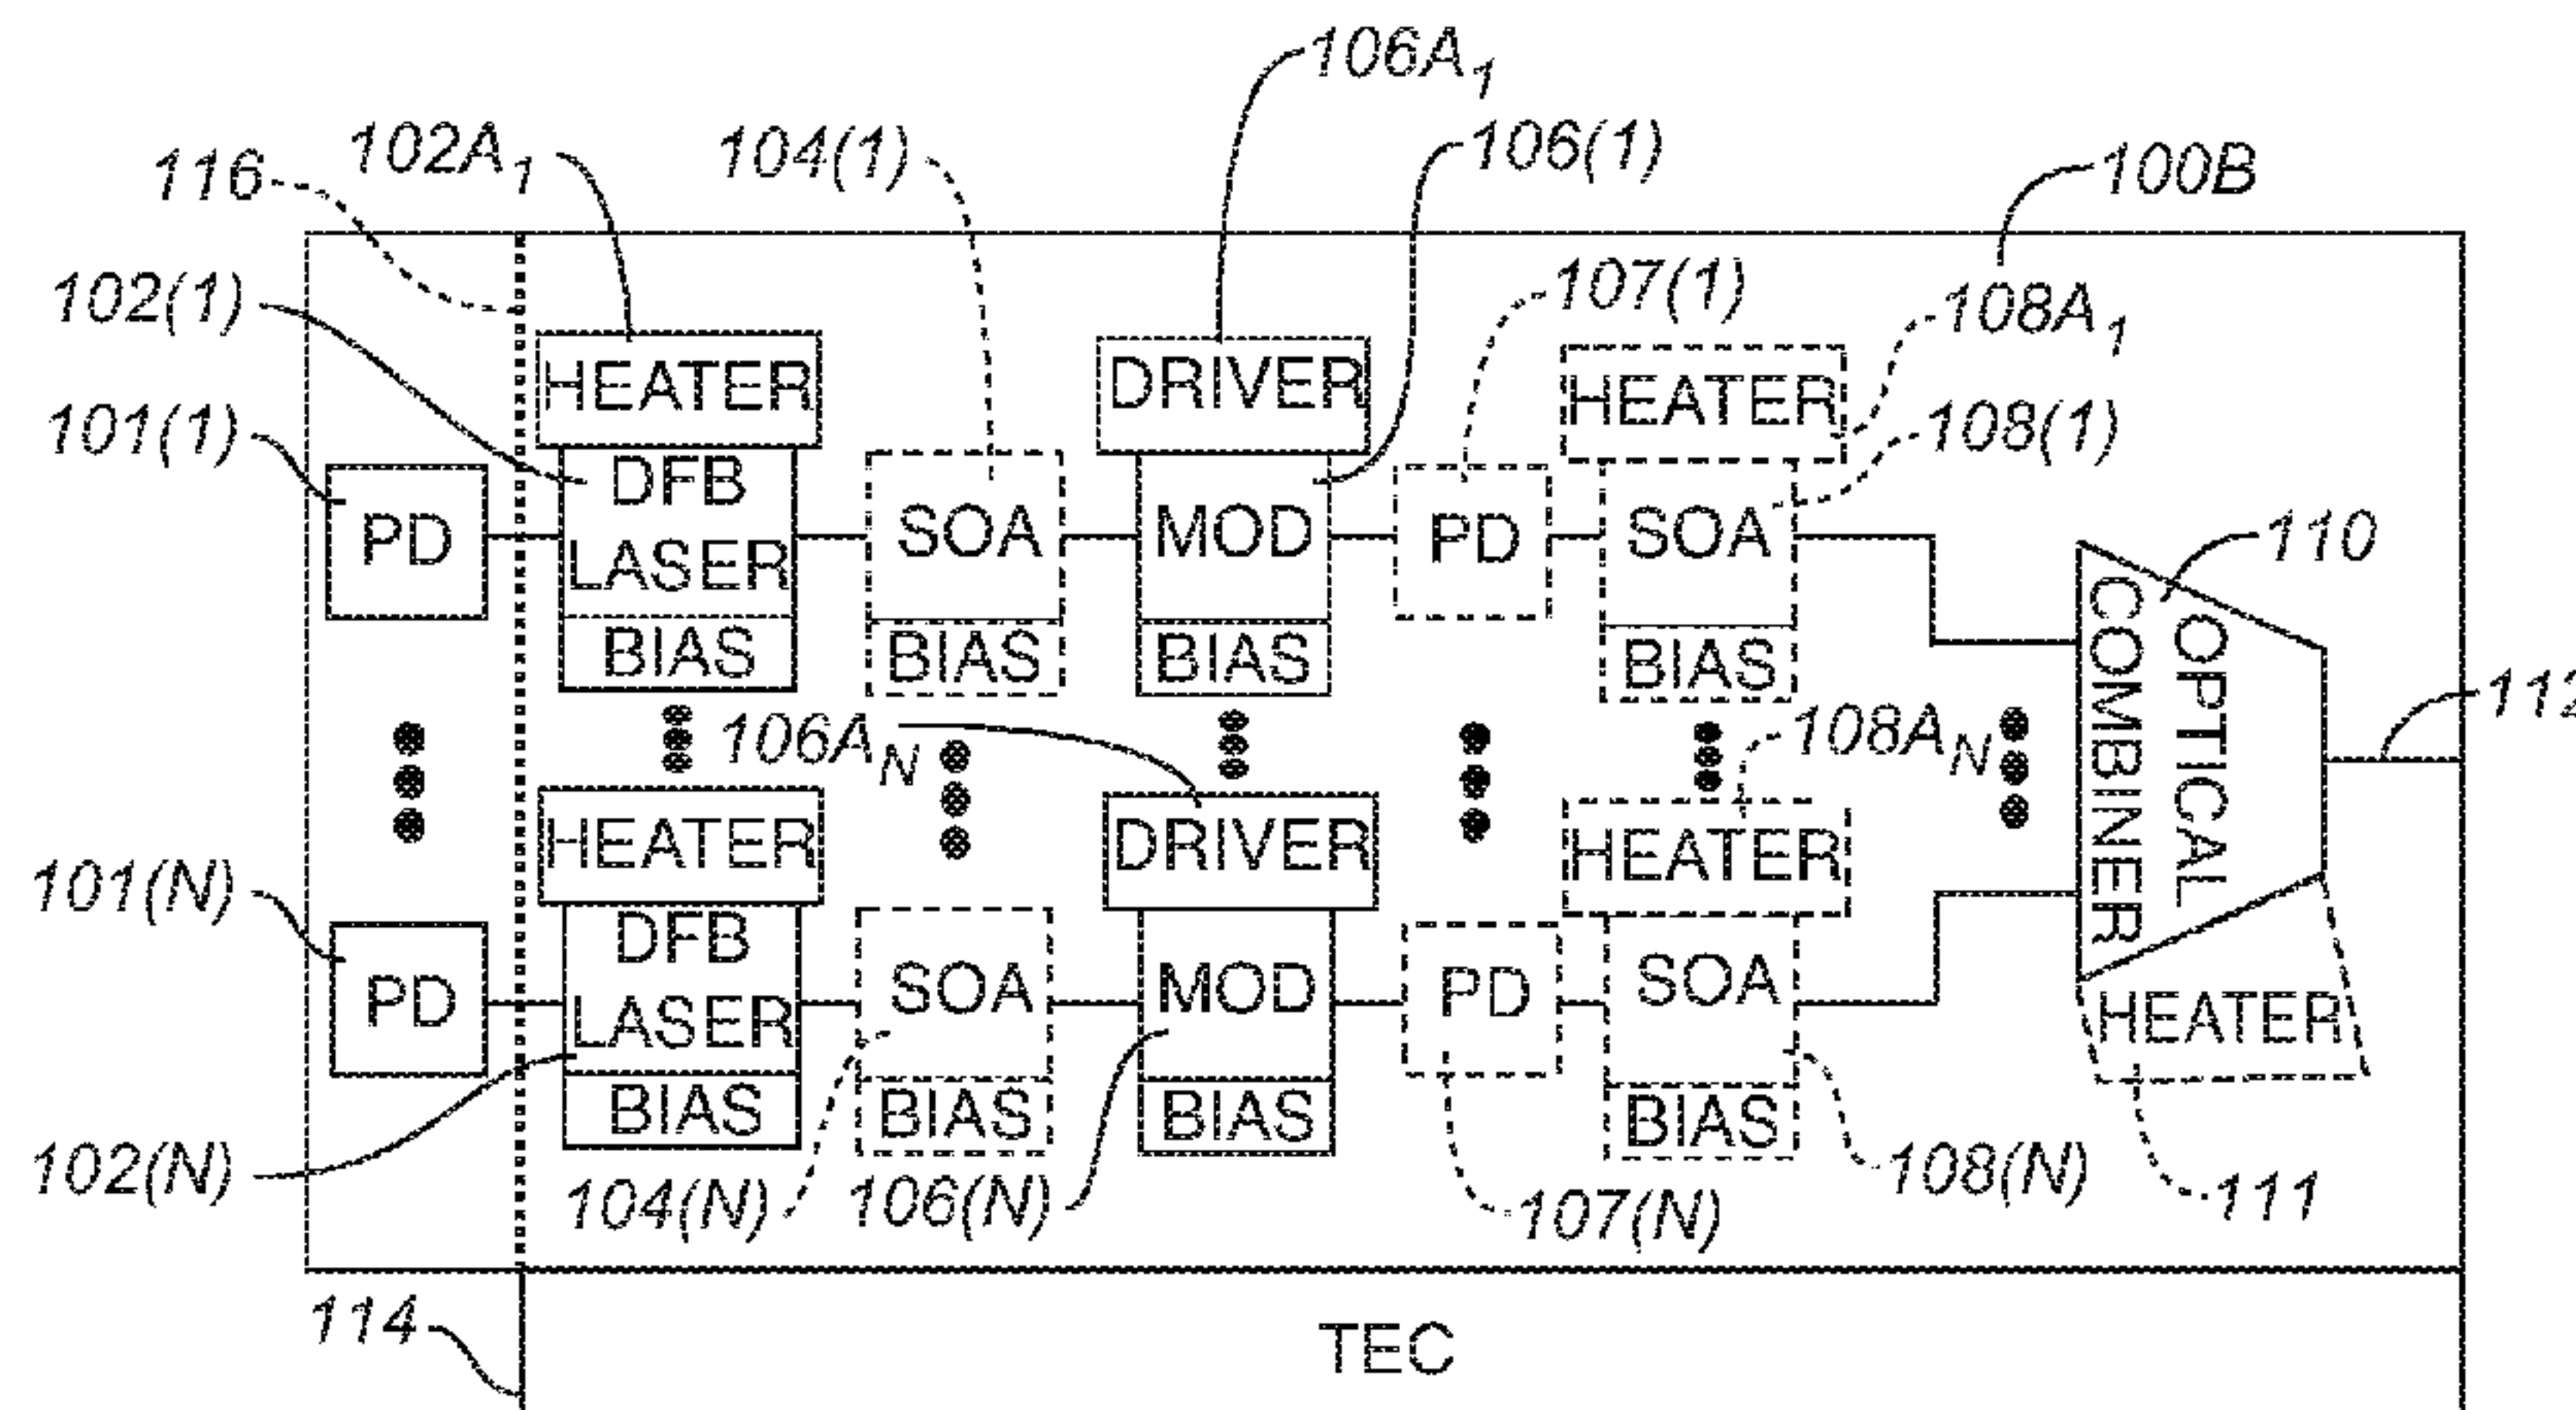 106A1
102A1
104(1)
106(1)
116
100B
107(1)
102(1)
108A1
HEATER
DRIVER
HEATER
108(1)
101(1)
DFB
LASER
PD
SOA
MOD
PD
SOA
110
BIAS
BIAS
BIAS
BIAS
OPTICAL
COMBINER
112
106AN
108AN
HEATER
DRIVER
HEATER
101(N)
DFB
LASER
PD
SOA
MOD
PD
SOA
HEATER
BIAS
BIAS
BIAS
BIAS
102(N)
104(N)
106(N)
107(N)
108(N)
111
114
TEC